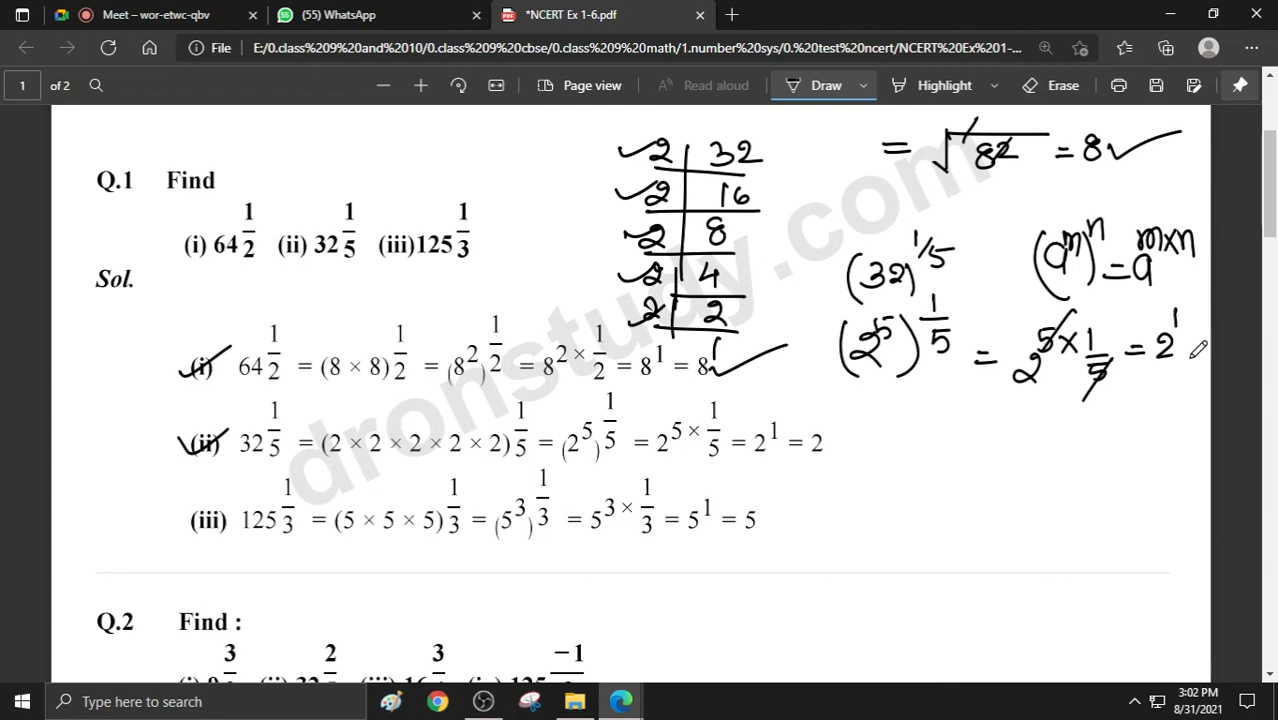 Meet – wor-etwc-qbv
(55) WhatsApp
*NCERT Ex 1-6.pdf
File
E:/0.class%209%20and%2010/0.class%209%20cbse/0.class%209%20math/1.number%20sys/0.%20test%20ncert/NCERT%20Ex%201-...
1 of 2
Page view
Read aloud
Draw
Highlight
Erase
= √8² = 8 ✓
Q.1 Find
(i) 64^(1/2) (ii) 32^(1/5) (iii)125^(1/3)
Sol.
✓2 | 32
✓2 | 16
✓2 | 8
✓2 | 4
✓2 | 2
1
(32)^(1/5)
(a^m)^n = a^(m×n)
(2^5)^(1/5) = 2^(5×1/5) = 2^1
(i) 64^(1/2) = (8 × 8)^(1/2) = (8^2)^(1/2) = 8^(2 × 1/2) = 8^1 = 8 ✓
(ii) 32^(1/5) = (2 × 2 × 2 × 2 × 2)^(1/5) = (2^5)^(1/5) = 2^(5 × 1/5) = 2^1 = 2
(iii) 125^(1/3) = (5 × 5 × 5)^(1/3) = (5^3)^(1/3) = 5^(3 × 1/3) = 5^1 = 5
dronstudy.com
Q.2 Find :
3 2 3 −1
Type here to search
3:02 PM
8/31/2021